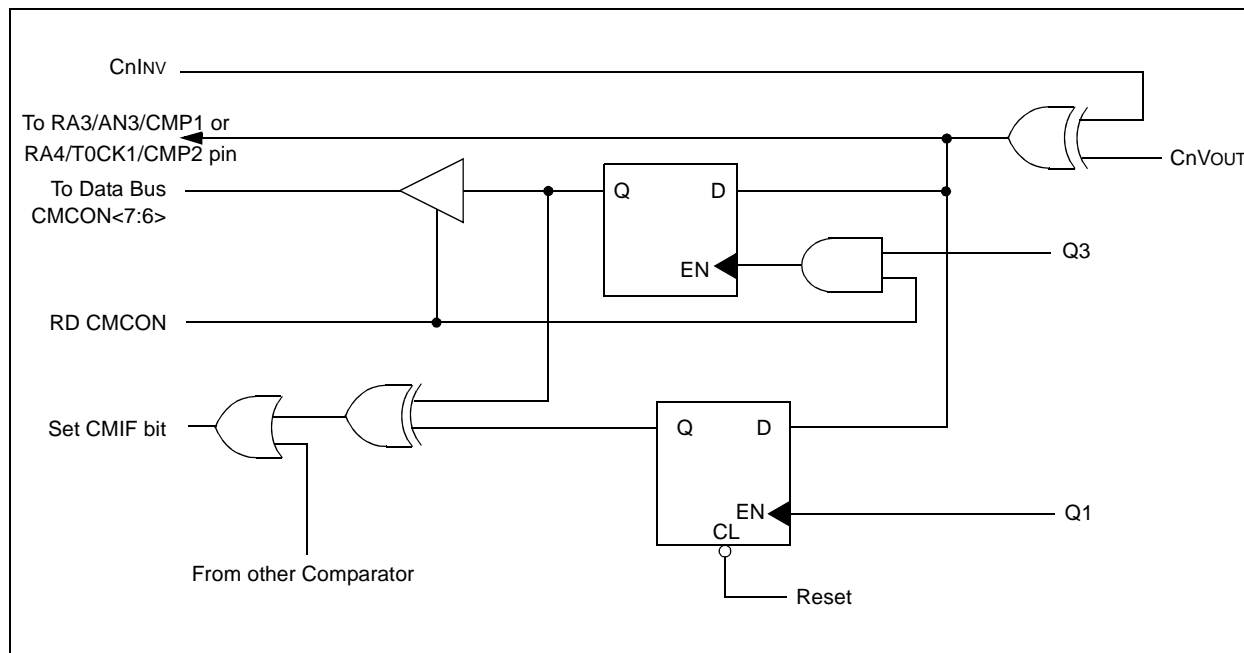 CnINV
To RA3/AN3/CMP1 or
RA4/T0CK1/CMP2 pin
CnVOUT
To Data Bus
CMCON<7:6>
Q
D
EN
Q3
RD CMCON
Set CMIF bit
Q
D
EN
CL
Q1
From other Comparator
Reset